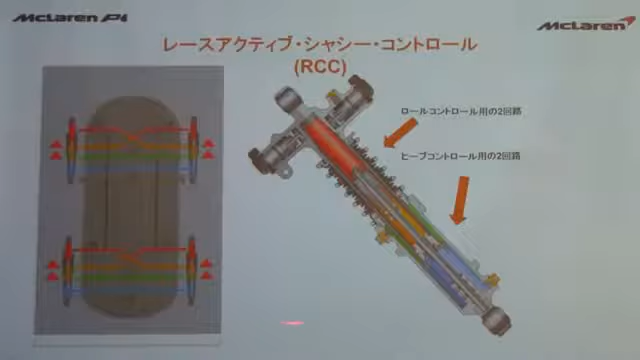 McLaren P1
McLaren
レースアクティブ・シャシー・コントロール
(RCC)
ロールコントロール用の2回路
ヒーブコントロール用の2回路